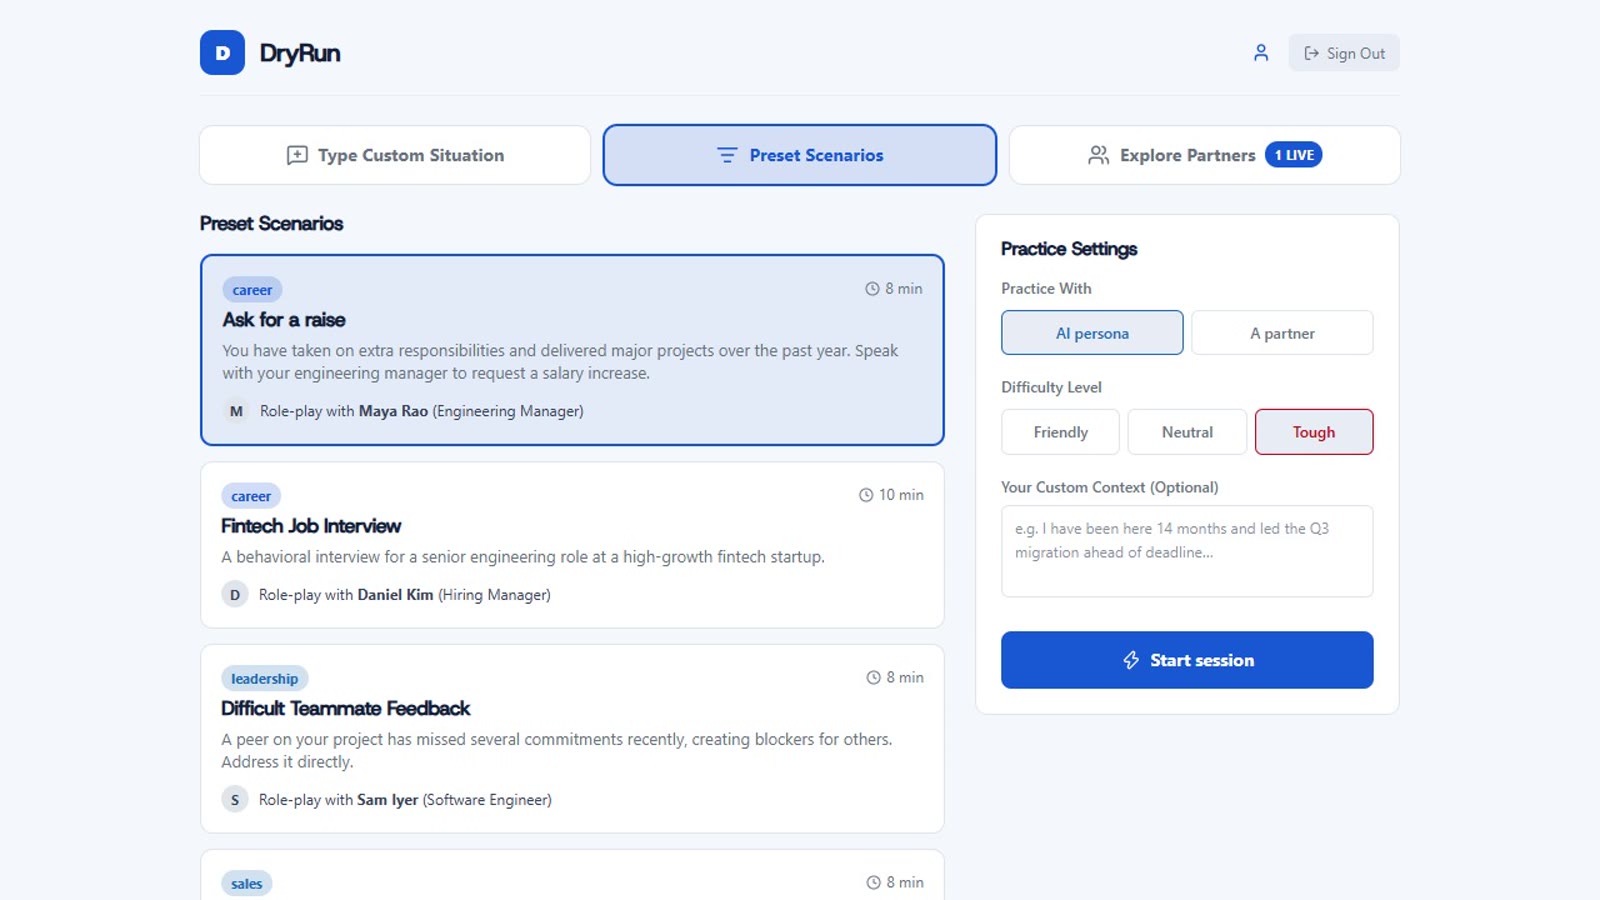 D DryRun
Sign Out
Type Custom Situation
Preset Scenarios
Explore Partners 1 LIVE
Preset Scenarios
career
8 min
Ask for a raise
You have taken on extra responsibilities and delivered major projects over the past year. Speak
with your engineering manager to request a salary increase.
M Role-play with Maya Rao (Engineering Manager)
career
10 min
Fintech Job Interview
A behavioral interview for a senior engineering role at a high-growth fintech startup.
D Role-play with Daniel Kim (Hiring Manager)
leadership
8 min
Difficult Teammate Feedback
A peer on your project has missed several commitments recently, creating blockers for others.
Address it directly.
S Role-play with Sam Iyer (Software Engineer)
sales
8 min
Practice Settings
Practice With
AI persona
A partner
Difficulty Level
Friendly
Neutral
Tough
Your Custom Context (Optional)
e.g. I have been here 14 months and led the Q3
migration ahead of deadline...
Start session